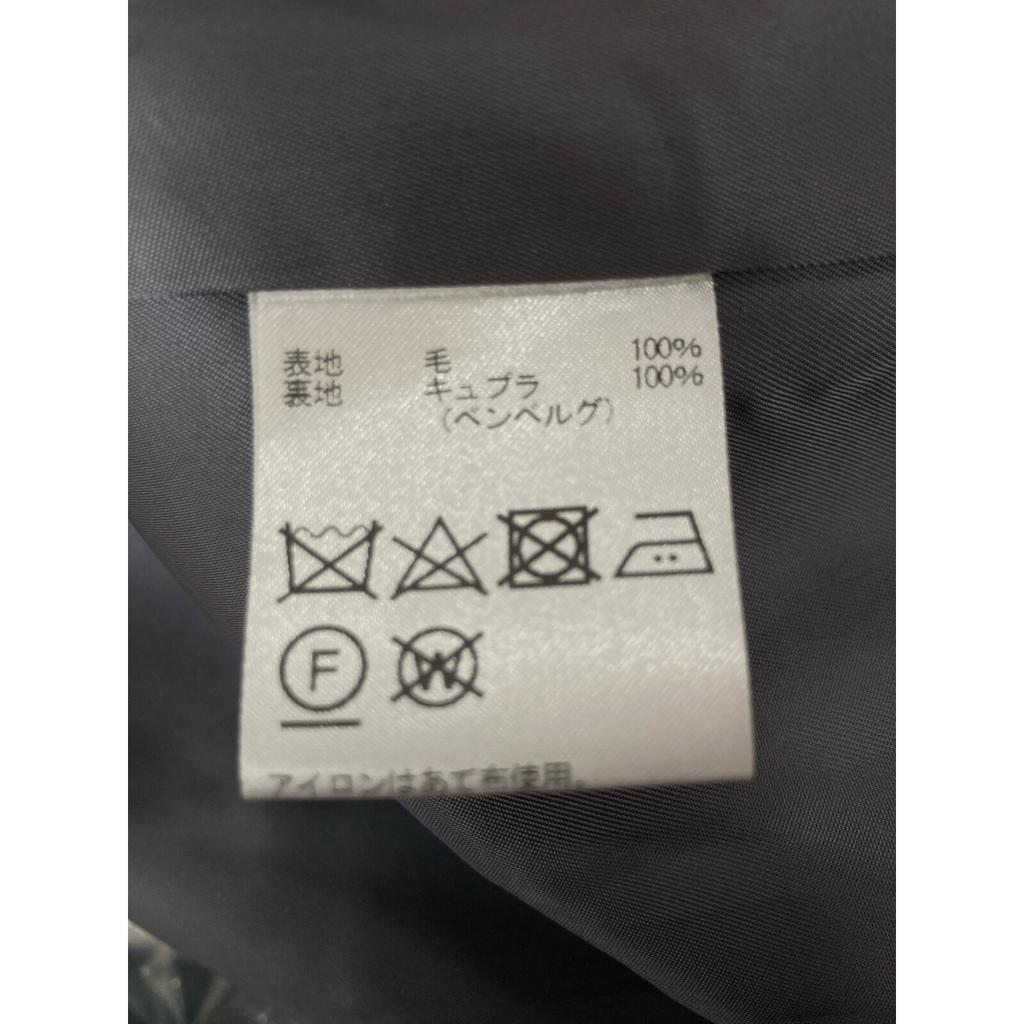 表地 毛 100%
裏地 キュプラ 100%
(ベンベルグ)
F W
アイロンはあて布使用。